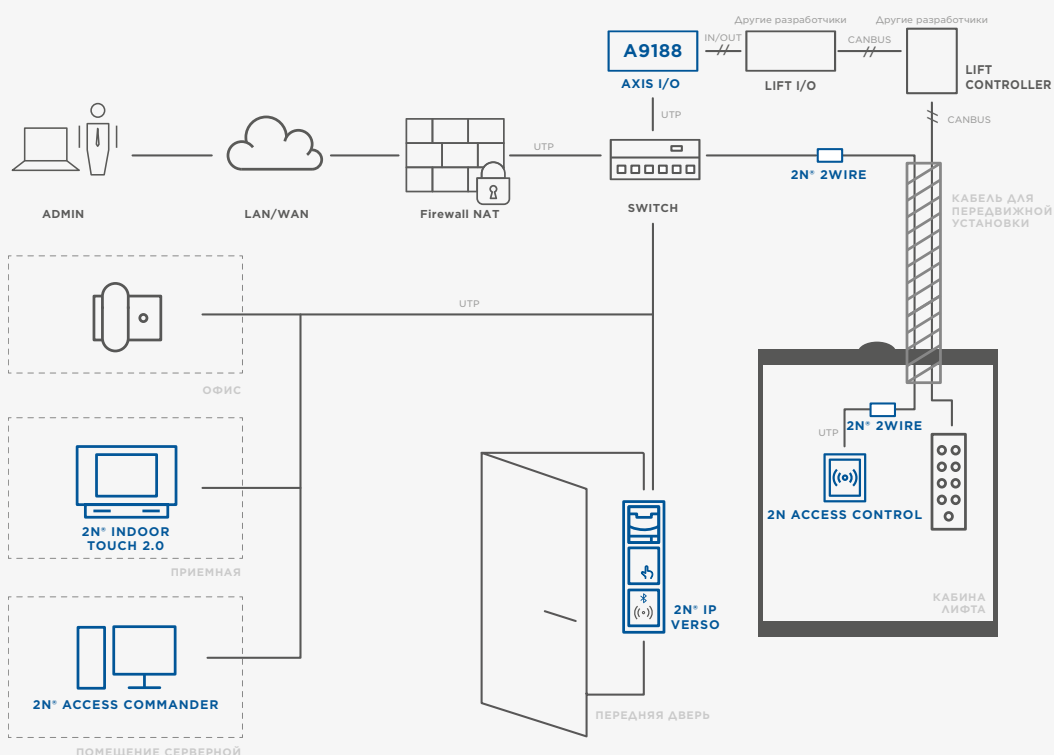 Другие разработчики
Другие разработчики
IN/OUT
CANBUS
A9188
AXIS I/O
LIFT I/O
LIFT
CONTROLLER
UTP
CANBUS
UTP
2N® 2WIRE
ADMIN
LAN/WAN
Firewall NAT
SWITCH
КАБЕЛЬ ДЛЯ
ПЕРЕДВИЖНОЙ
УСТАНОВКИ
UTP
ОФИС
2N® 2WIRE
UTP
2N ACCESS CONTROL
2N® INDOOR
TOUCH 2.0
ПРИЕМНАЯ
КАБИНА
ЛИФТА
2N® IP
VERSO
2N® ACCESS COMMANDER
ПЕРЕДНЯЯ ДВЕРЬ
ПОМЕЩЕНИЕ СЕРВЕРНОЙ